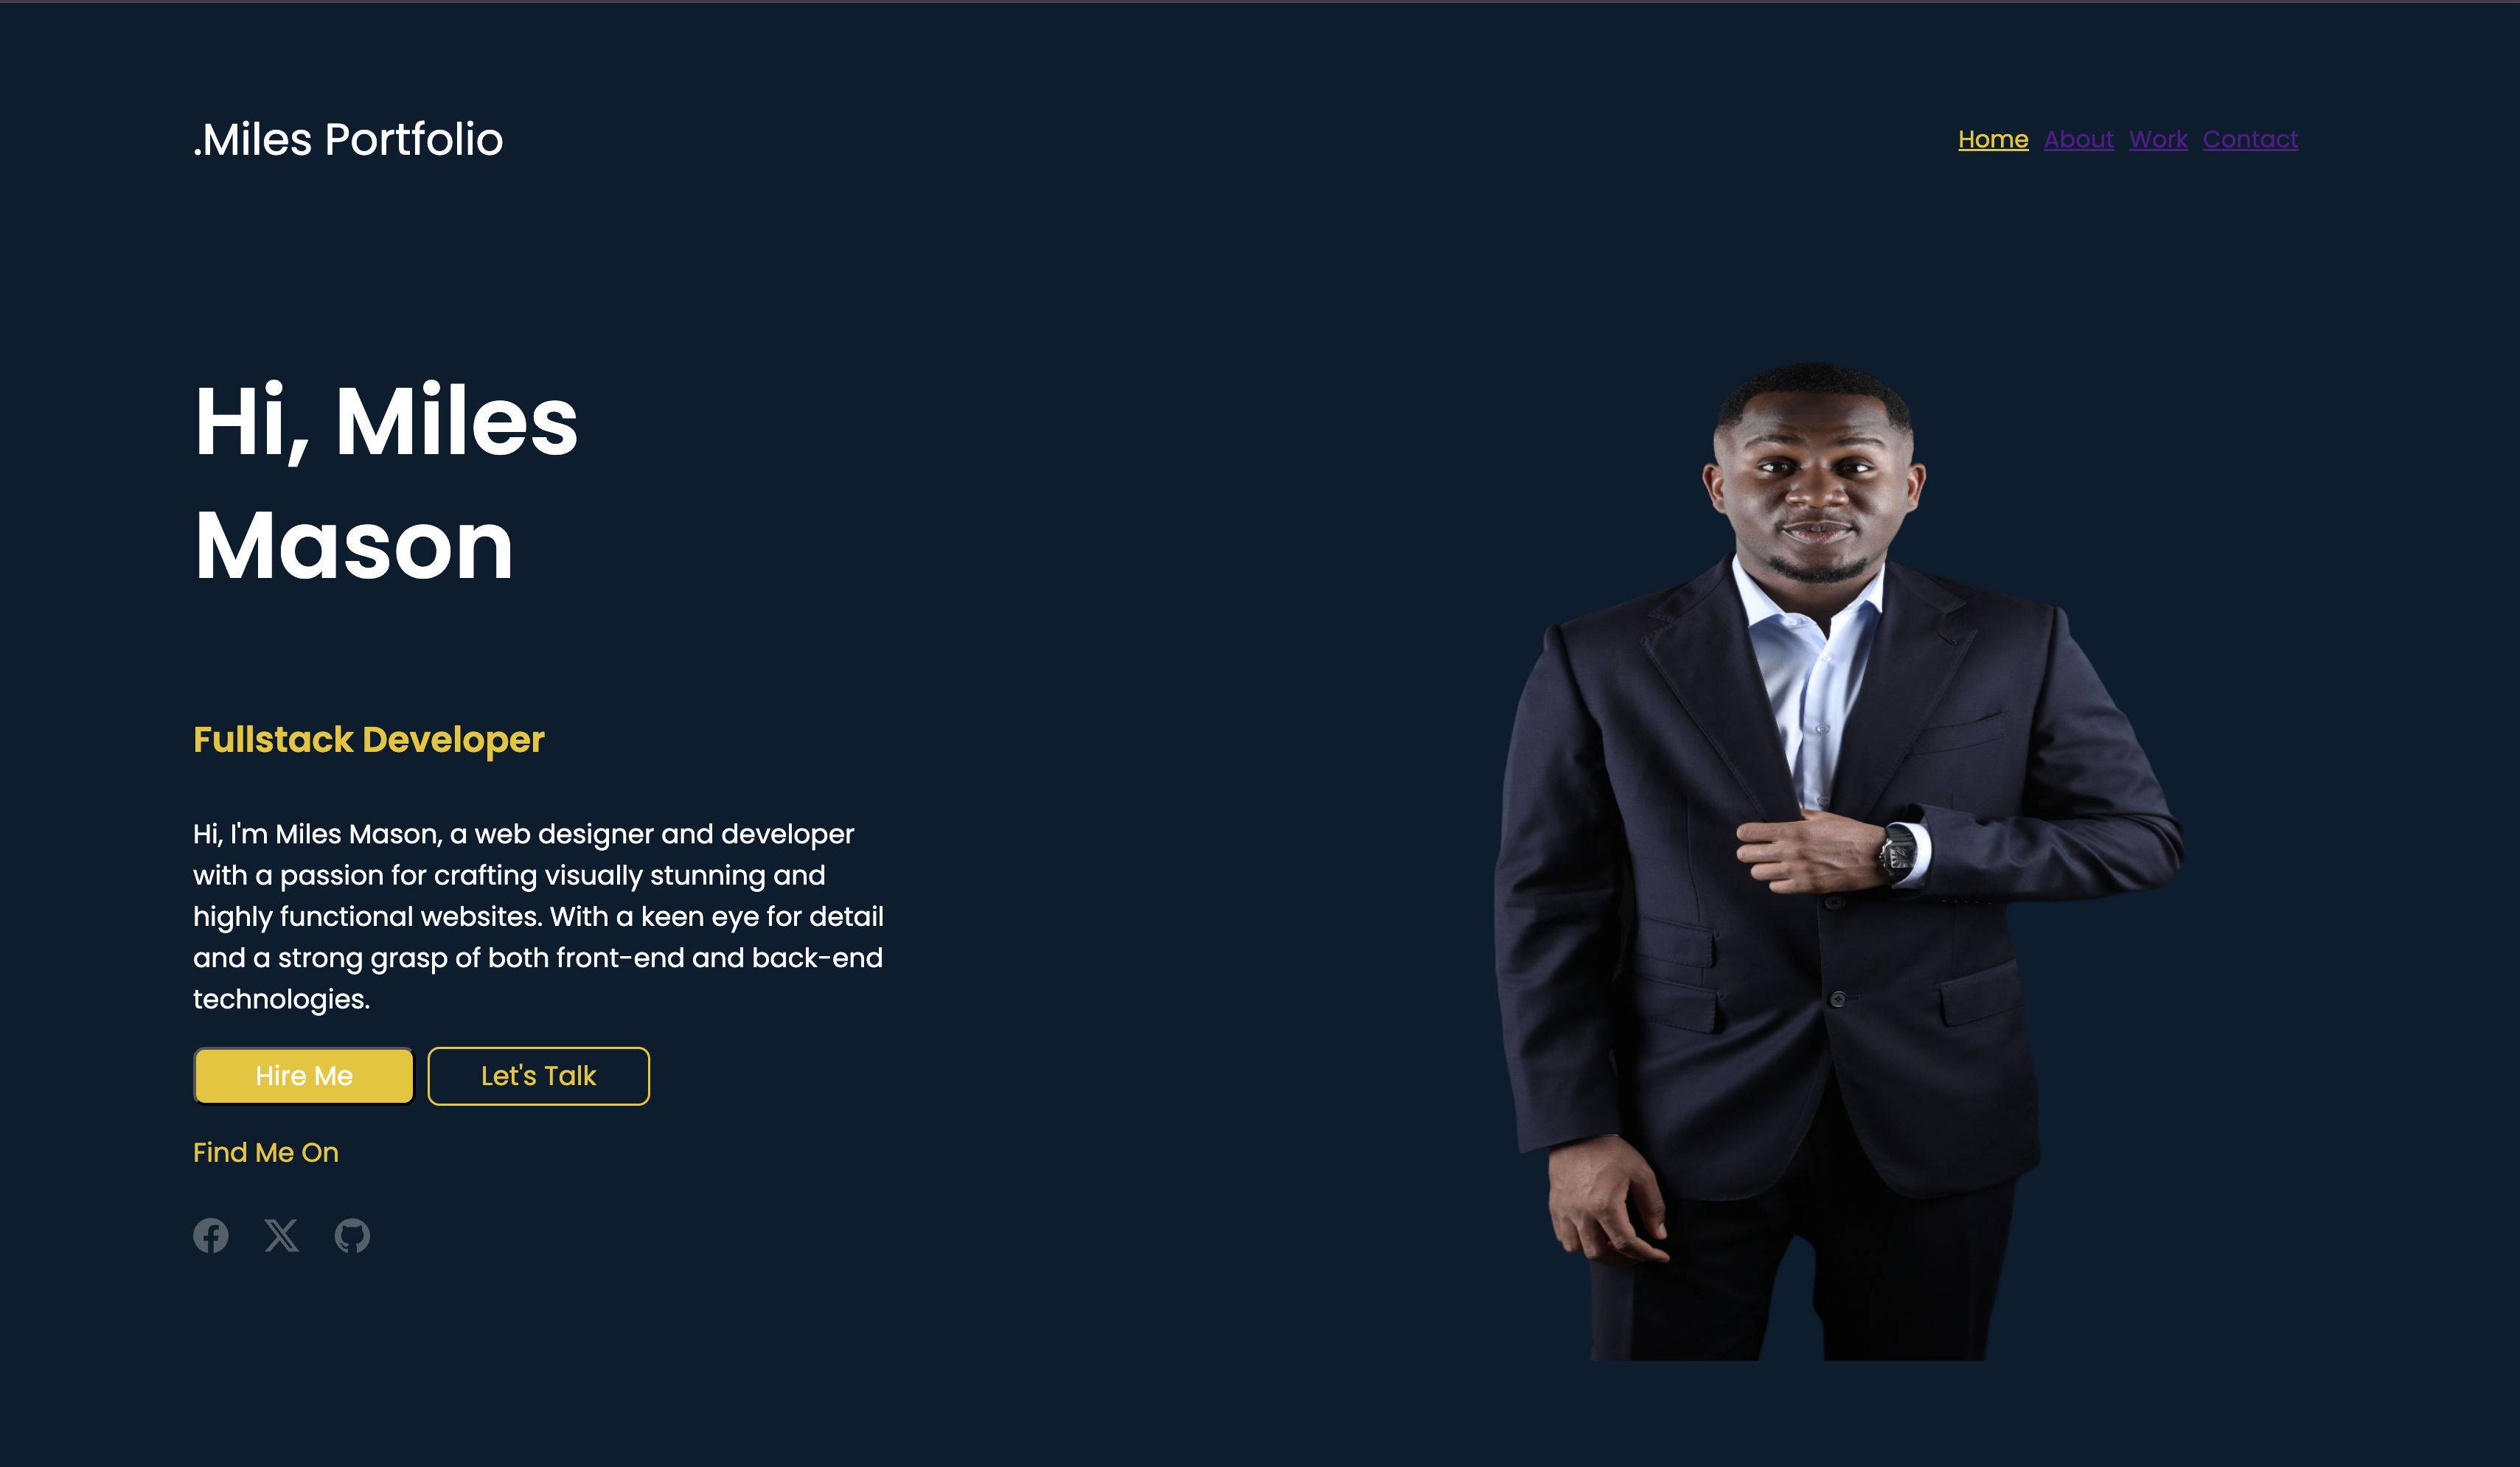 .Miles Portfolio
Home About Work Contact
Hi, Miles
Mason
Fullstack Developer
Hi, I'm Miles Mason, a web designer and developer
with a passion for crafting visually stunning and
highly functional websites. With a keen eye for detail
and a strong grasp of both front-end and back-end
technologies.
Hire Me
Let's Talk
Find Me On